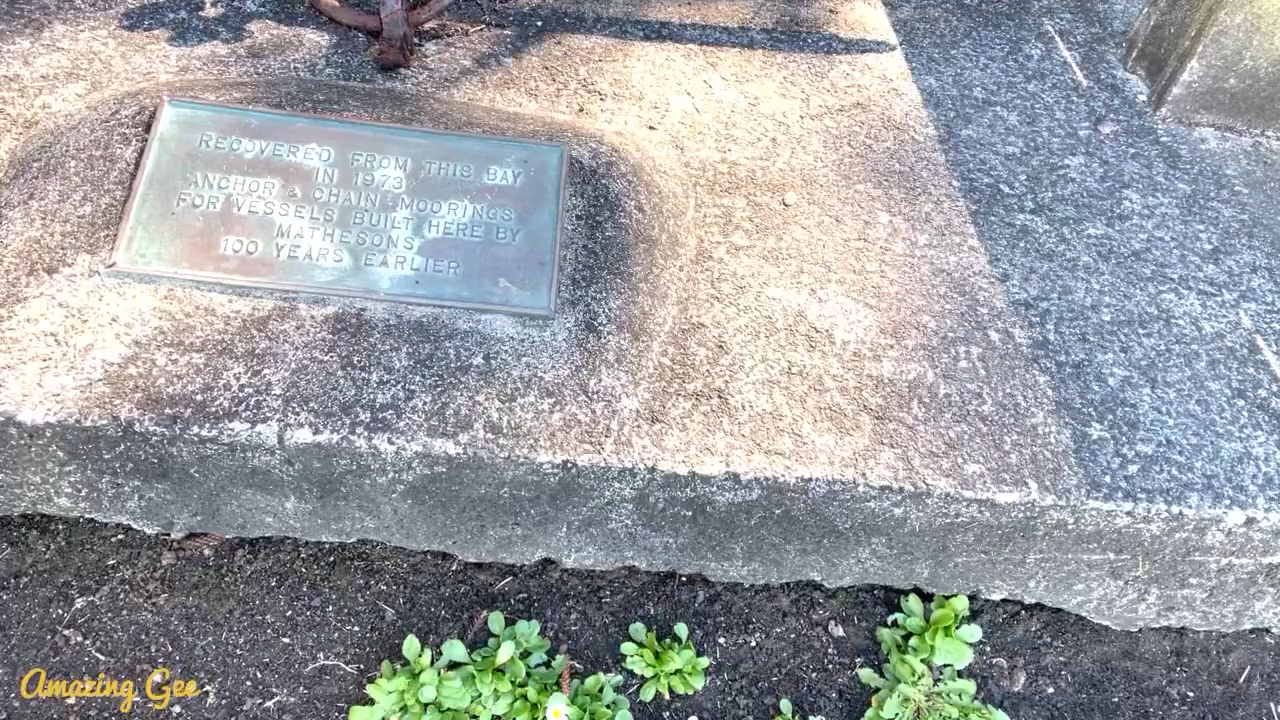 RECOVERED FROM THIS BAY
IN 1973
ANCHOR & CHAIN MOORINGS
FOR VESSELS BUILT HERE BY
MATHESONS
100 YEARS EARLIER
Amazing Gee